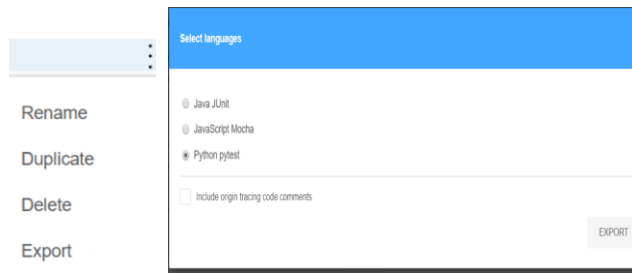 Rename
Duplicate
Delete
Export
Select languages
Java JUnit
JavaScript Mocha
Python pytest
Include origin tracing code comments
EXPORT